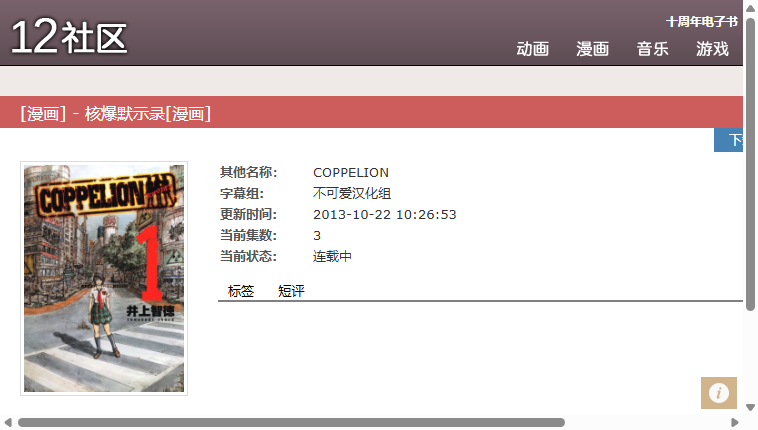 12社区
十周年电子书
动画 漫画 音乐 游戏
[漫画] - 核爆默示录[漫画]
COPPELION
1
井上智徳
其他名称: COPPELION
字幕组: 不可爱汉化组
更新时间: 2013-10-22 10:26:53
当前集数: 3
当前状态: 连载中
标签 短评